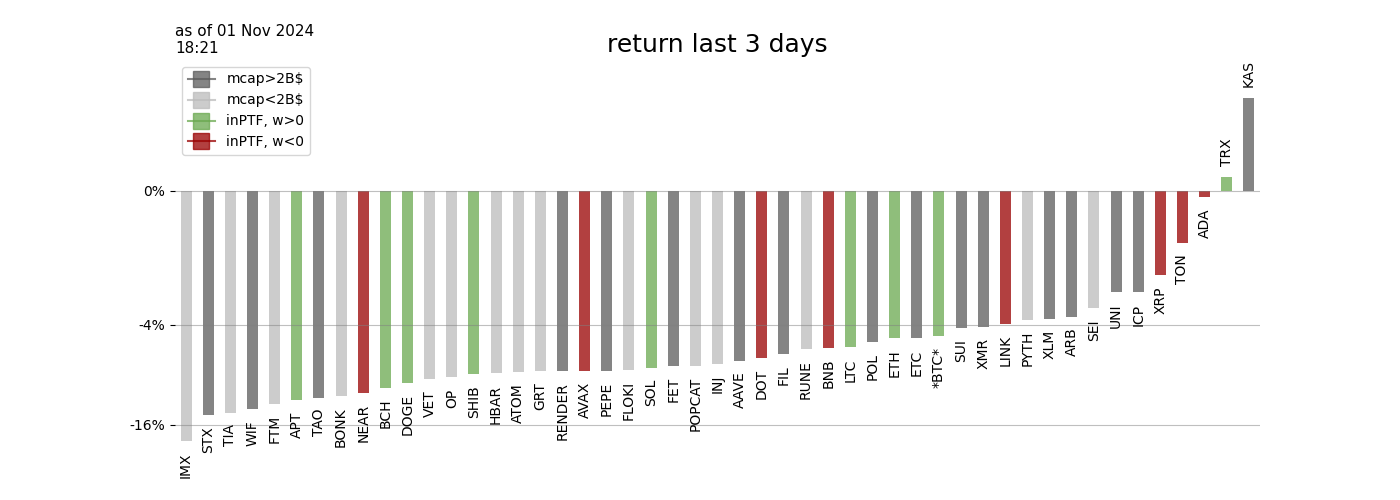 as of 01 Nov 2024
18:21
return last 3 days
mcap>2B$
mcap<2B$
inPTF, w>0
inPTF, w<0
0%
-4%
-16%
IMX
STX
TIA
WIF
FTM
APT
TAO
BONK
NEAR
BCH
DOGE
VET
OP
SHIB
HBAR
ATOM
GRT
RENDER
AVAX
PEPE
FLOKI
SOL
FET
POPCAT
INJ
AAVE
DOT
FIL
RUNE
BNB
LTC
POL
ETH
ETC
*BTC*
SUI
XMR
LINK
PYTH
XLM
ARB
SEI
UNI
ICP
XRP
TON
ADA
TRX
KAS